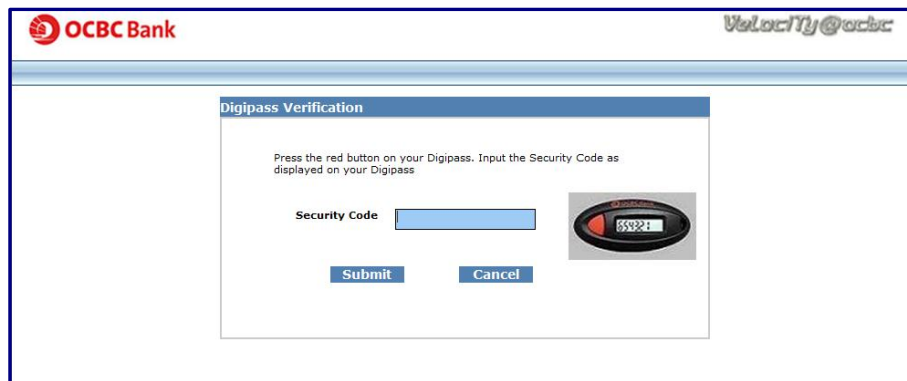 OCBC Bank
Velocity@ocbc
Digipass Verification
Press the red button on your Digipass. Input the Security Code as
displayed on your Digipass
Security Code
654321
Submit
Cancel